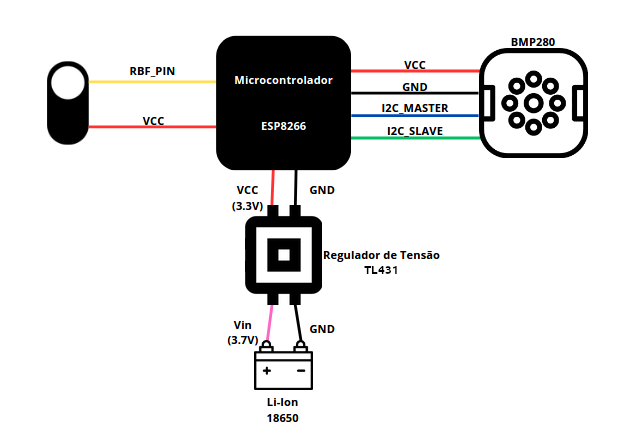 BMP280
RBF_PIN
VCC
Microcontrolador
ESP8266
VCC
GND
I2C_MASTER
I2C_SLAVE
VCC
(3.3V)
GND
Regulador de Tensão
TL431
Vin
(3.7V)
GND
+
−
Li-Ion
18650